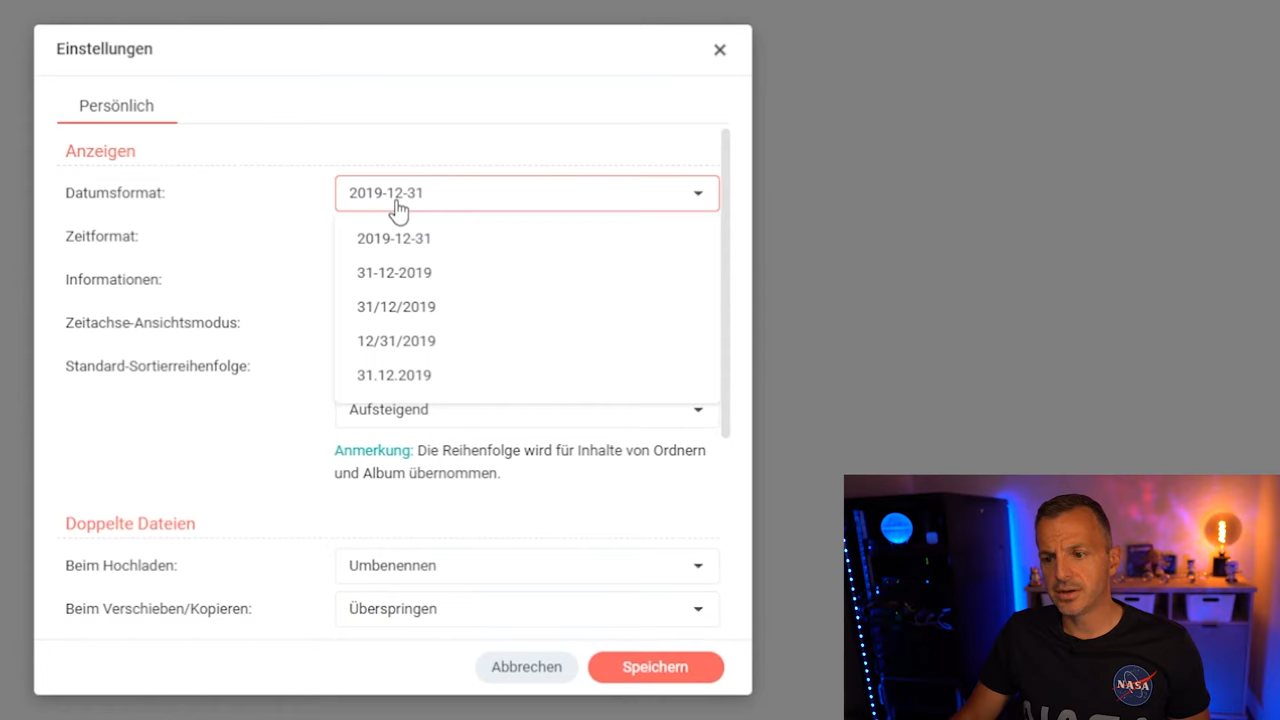 Einstellungen
Persönlich
Anzeigen
Datumsformat:
2019-12-31
Zeitformat:
2019-12-31
31-12-2019
Informationen:
31/12/2019
Zeitachse-Ansichtsmodus:
12/31/2019
Standard-Sortierreihenfolge:
31.12.2019
Aufsteigend
Anmerkung: Die Reihenfolge wird für Inhalte von Ordnern
und Album übernommen.
Doppelte Dateien
Beim Hochladen:
Umbenennen
Beim Verschieben/Kopieren:
Überspringen
Abbrechen
Speichern
NASA